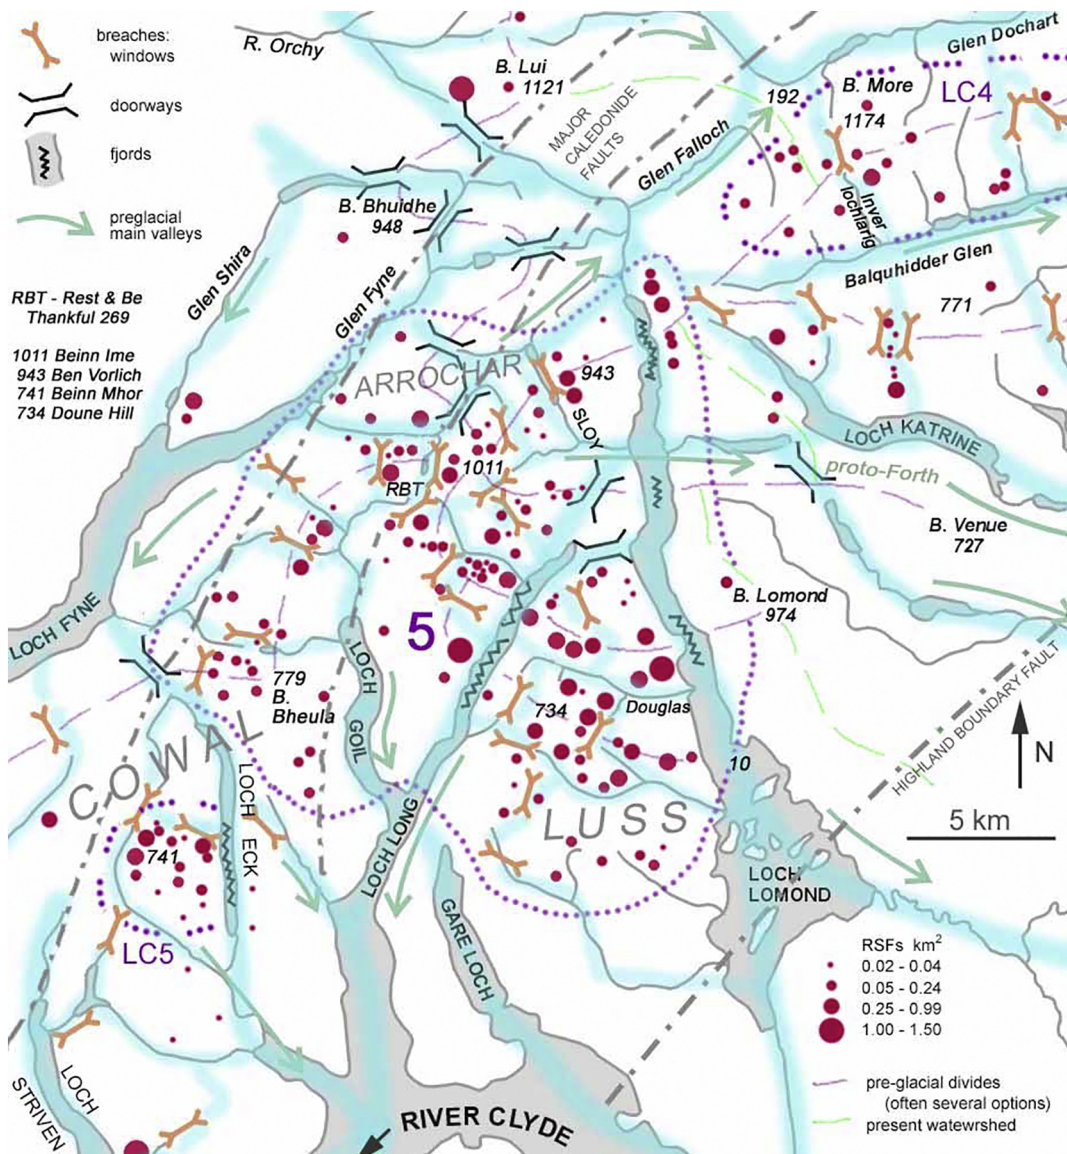 breaches:
windows
doorways
fjords
preglacial
main valleys
RBT - Rest & Be
Thankful 269
1011 Beinn Ime
943 Ben Vorlich
741 Beinn Mhor
734 Doune Hill
R. Orchy
B. Lui
1121
MAJOR
CALEDONIDE
FAULTS
Glen Falloch
192
B. More
1174
LC4
Glen Dochart
Inver
lochlarig
Balquhidder Glen
771
B. Bhuidhe
948
Glen Shira
Glen Fyne
ARROCHAR
943
SLOY
1011
RBT
LOCH KATRINE
proto-Forth
B. Venue
727
B. Lomond
974
LOCH FYNE
5
LOCH
GOIL
779
B.
Bheula
734
Douglas
10
HIGHLAND BOUNDARY FAULT
N
5 km
COWAL
LOCH ECK
LUSS
LOCH LONG
741
LC5
GARE LOCH
LOCH
LOMOND
RSFs km2
0.02 - 0.04
0.05 - 0.24
0.25 - 0.99
1.00 - 1.50
pre-glacial divides
(often several options)
present watewrshed
LOCH
STRIVEN
RIVER CLYDE